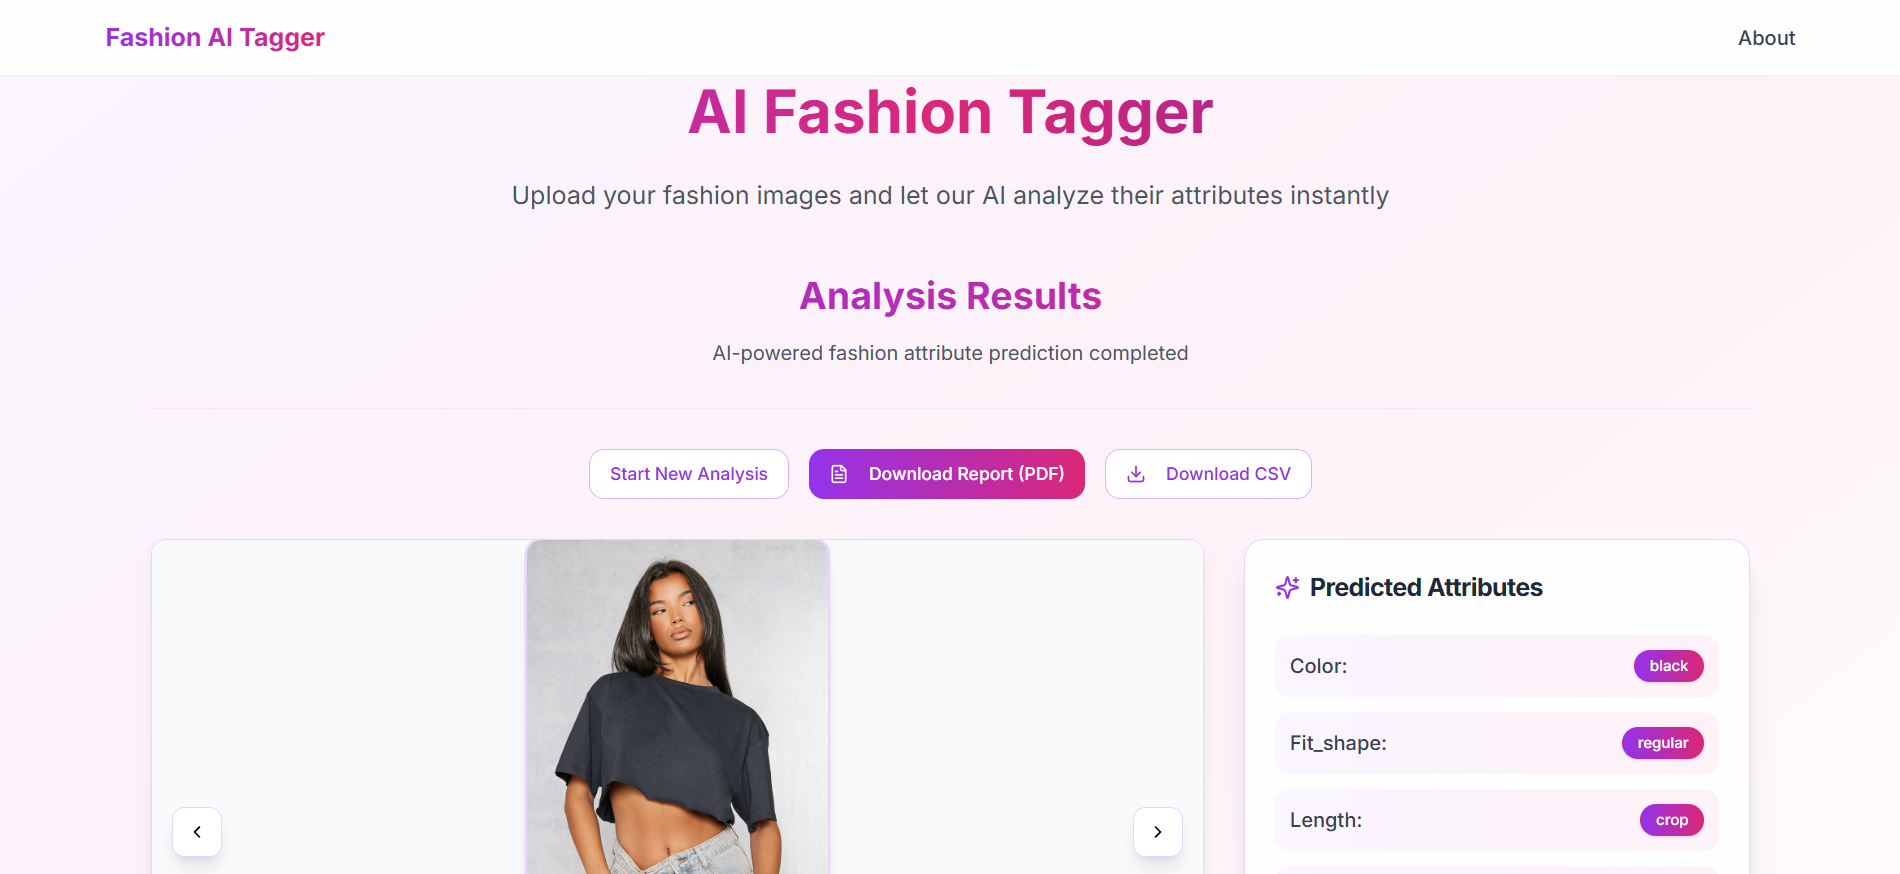 Fashion AI Tagger
About
AI Fashion Tagger
Upload your fashion images and let our AI analyze their attributes instantly
Analysis Results
AI-powered fashion attribute prediction completed
Start New Analysis
Download Report (PDF)
Download CSV
Predicted Attributes
Color: black
Fit_shape: regular
Length: crop